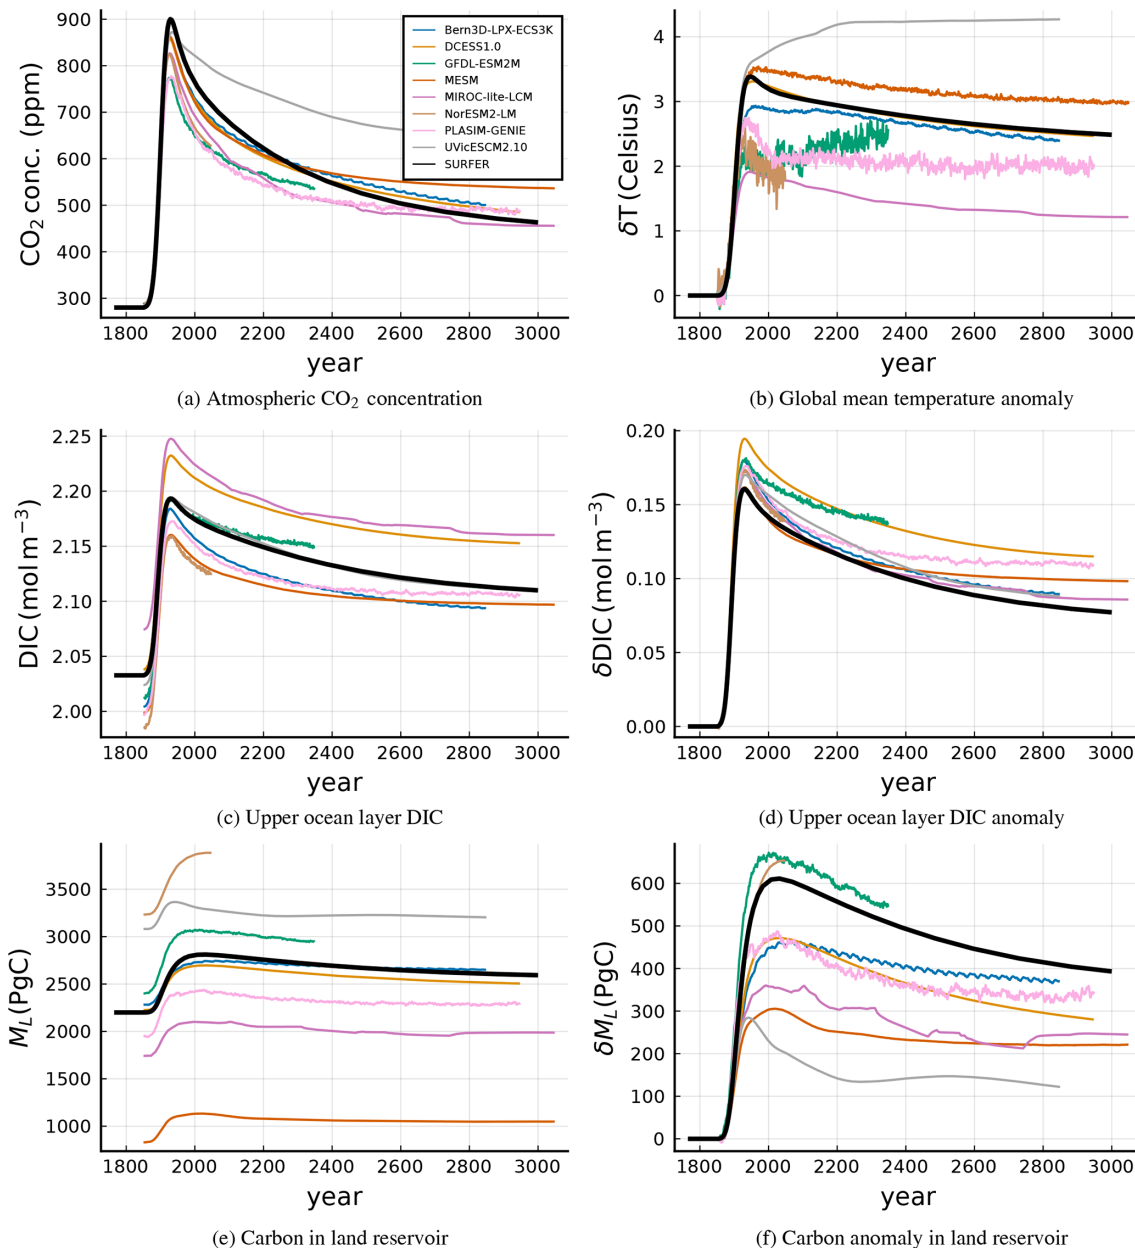 900
800
700
600
500
400
300
CO₂ conc. (ppm)
Bern3D-LPX-ECS3K
DCESS1.0
GFDL-ESM2M
MESM
MIROC-lite-LCM
NorESM2-LM
PLASIM-GENIE
UVicESCM2.10
SURFER
1800 2000 2200 2400 2600 2800 3000
year
(a) Atmospheric CO₂ concentration
4
3
2
1
0
δT (Celsius)
1800 2000 2200 2400 2600 2800 3000
year
(b) Global mean temperature anomaly
2.25
2.20
2.15
2.10
2.05
2.00
DIC (mol m⁻³)
1800 2000 2200 2400 2600 2800 3000
year
(c) Upper ocean layer DIC
0.20
0.15
0.10
0.05
0.00
δDIC (mol m⁻³)
1800 2000 2200 2400 2600 2800 3000
year
(d) Upper ocean layer DIC anomaly
3500
3000
2500
2000
1500
1000
M_L (PgC)
1800 2000 2200 2400 2600 2800 3000
year
(e) Carbon in land reservoir
600
500
400
300
200
100
0
δM_L (PgC)
1800 2000 2200 2400 2600 2800 3000
year
(f) Carbon anomaly in land reservoir